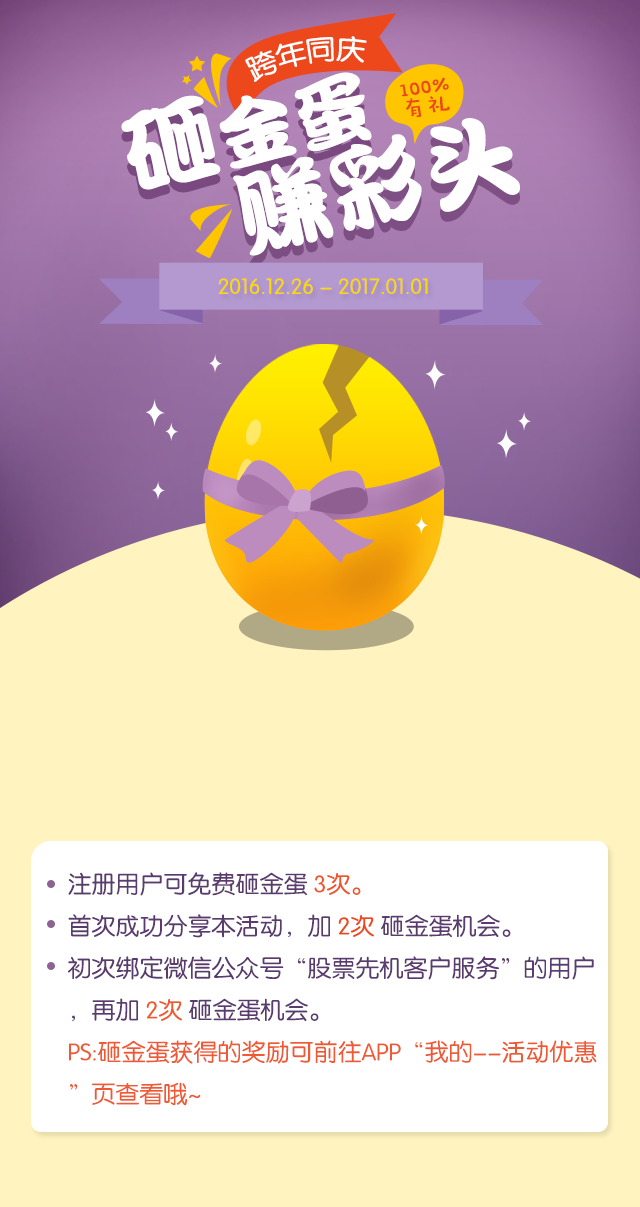 跨年同庆
100%
有礼
砸金蛋
赚彩头
2016.12.26 – 2017.01.01
注册用户可免费砸金蛋 3次。
首次成功分享本活动，加 2次 砸金蛋机会。
初次绑定微信公众号“股票先机客户服务”的用户
，再加 2次 砸金蛋机会。
PS:砸金蛋获得的奖励可前往APP“我的--活动优惠
”页查看哦~